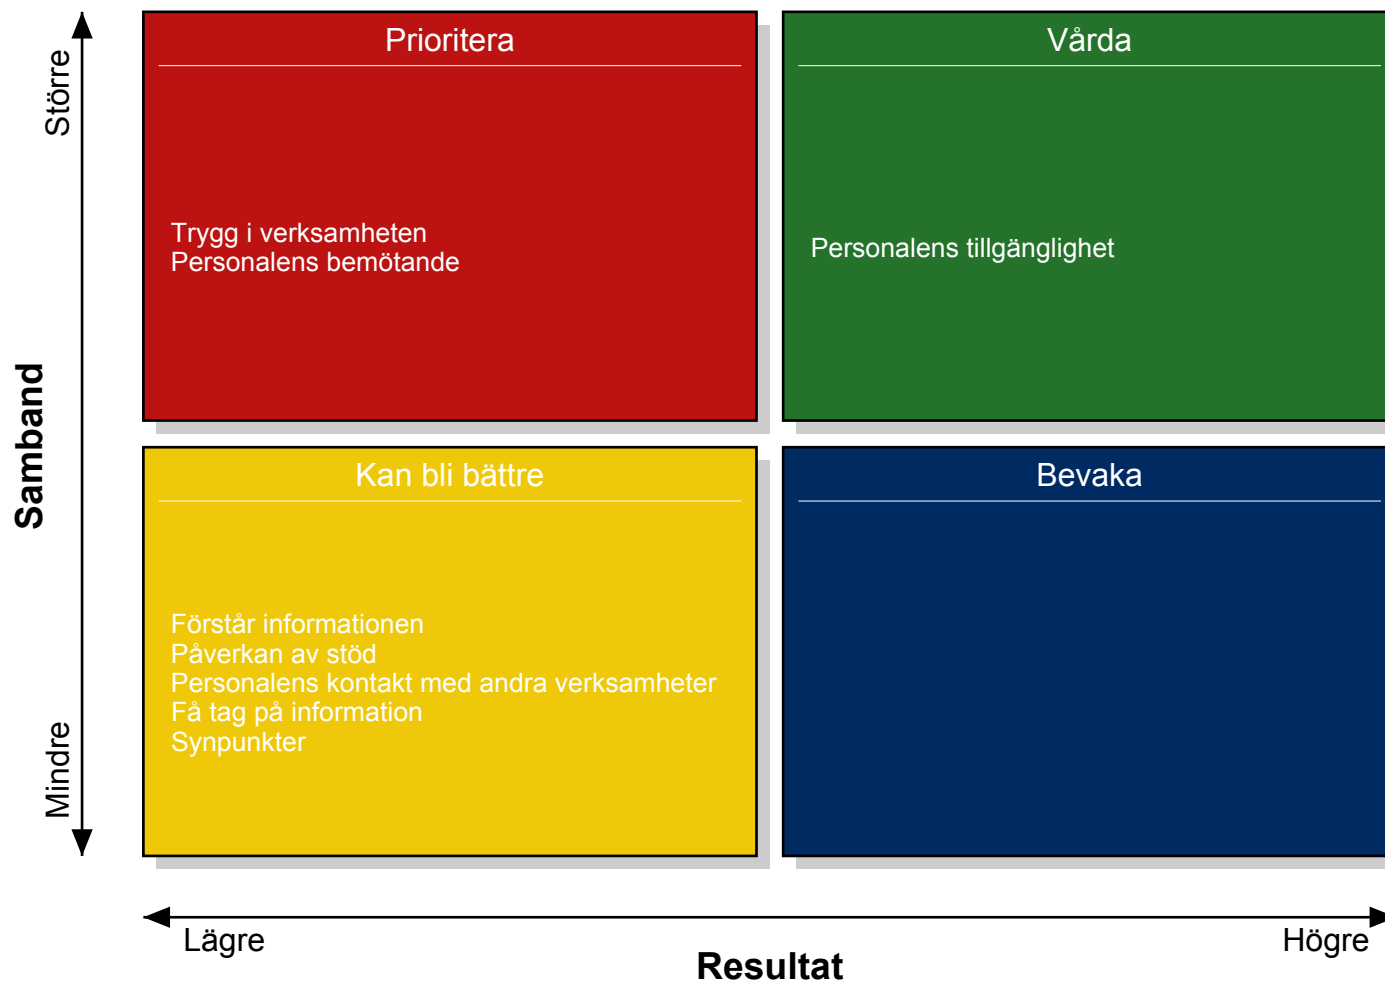 Prioritera
Vårda
Större
Trygg i verksamheten
Personalens bemötande
Personalens tillgänglighet
Samband
Kan bli bättre
Bevaka
Förstår informationen
Påverkan av stöd
Personalens kontakt med andra verksamheter
Få tag på information
Synpunkter
Mindre
Lägre
Högre
Resultat